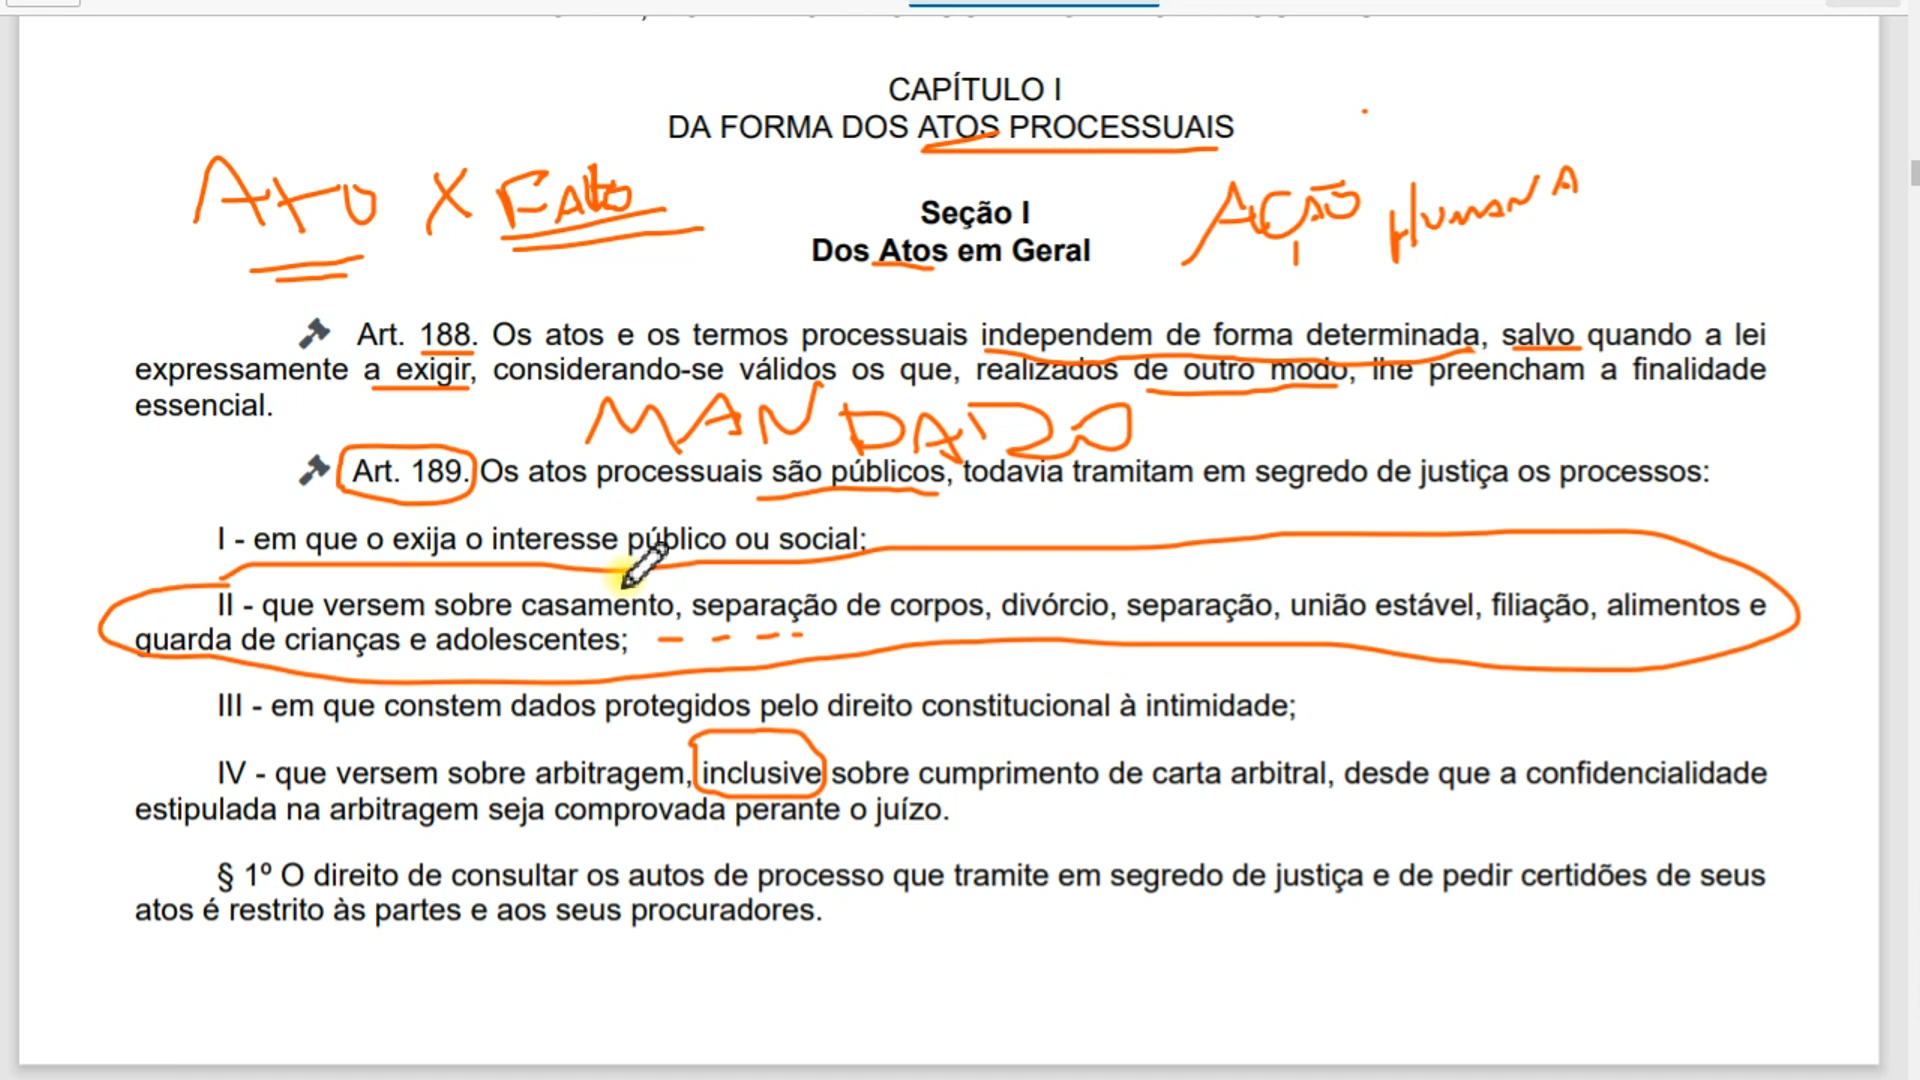 CAPÍTULO I
DA FORMA DOS ATOS PROCESSUAIS
ATO X FATO
Seção I
AÇÃO HUMANA
Dos Atos em Geral
Art. 188. Os atos e os termos processuais independem de forma determinada, salvo quando a lei
expressamente a exigir, considerando-se válidos os que, realizados de outro modo, lhe preencham a finalidade
essencial.
MANDADO
Art. 189. Os atos processuais são públicos, todavia tramitam em segredo de justiça os processos:
I - em que o exija o interesse público ou social;
II - que versem sobre casamento, separação de corpos, divórcio, separação, união estável, filiação, alimentos e
guarda de crianças e adolescentes;
III - em que constem dados protegidos pelo direito constitucional à intimidade;
IV - que versem sobre arbitragem, inclusive sobre cumprimento de carta arbitral, desde que a confidencialidade
estipulada na arbitragem seja comprovada perante o juízo.
§ 1º O direito de consultar os autos de processo que tramite em segredo de justiça e de pedir certidões de seus
atos é restrito às partes e aos seus procuradores.